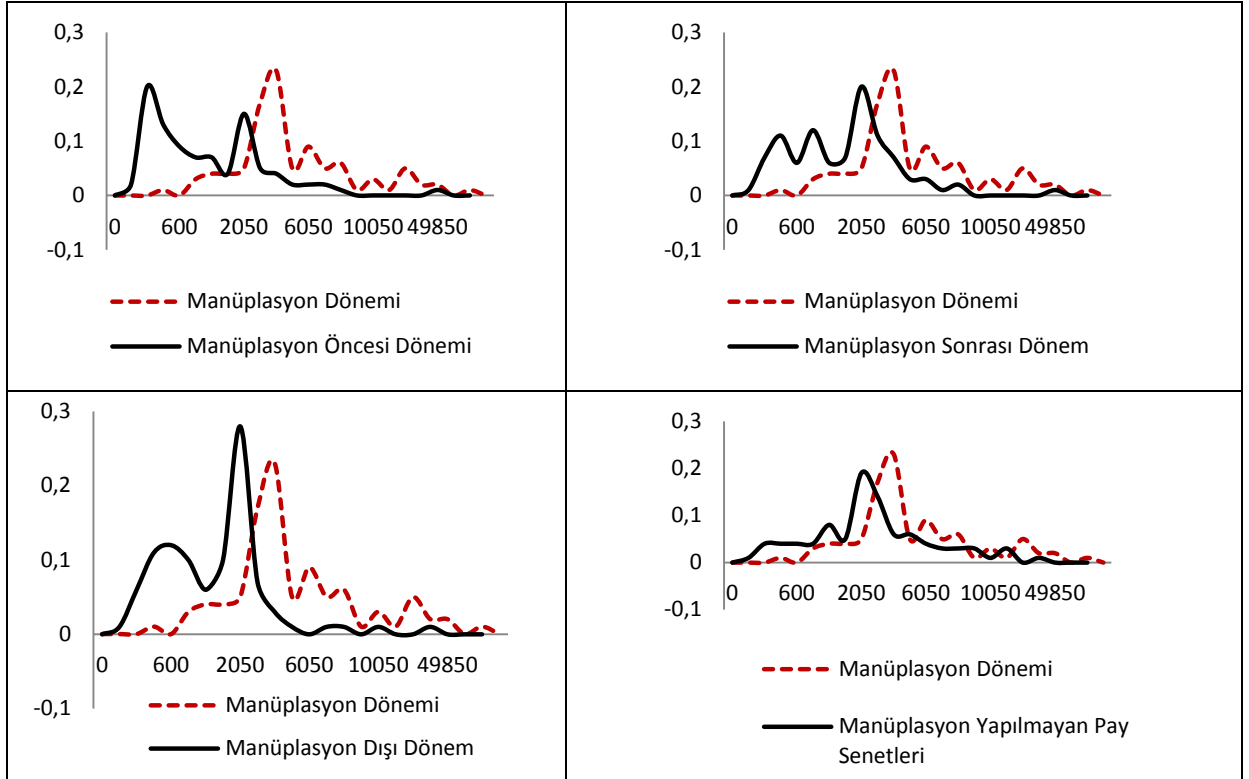 0,3
0,2
0,1
0
-0,1
0 600 2050 6050 10050 49850
Manüplasyon Dönemi
Manüplasyon Öncesi Dönemi
0,3
0,2
0,1
0
-0,1
0 600 2050 6050 10050 49850
Manüplasyon Dönemi
Manüplasyon Sonrası Dönem
0,3
0,2
0,1
0
-0,1
0 600 2050 6050 10050 49850
Manüplasyon Dönemi
Manüplasyon Dışı Dönem
0,3
0,2
0,1
0
-0,1
0 600 2050 6050 10050 49850
Manüplasyon Dönemi
Manüplasyon Yapılmayan Pay
Senetleri